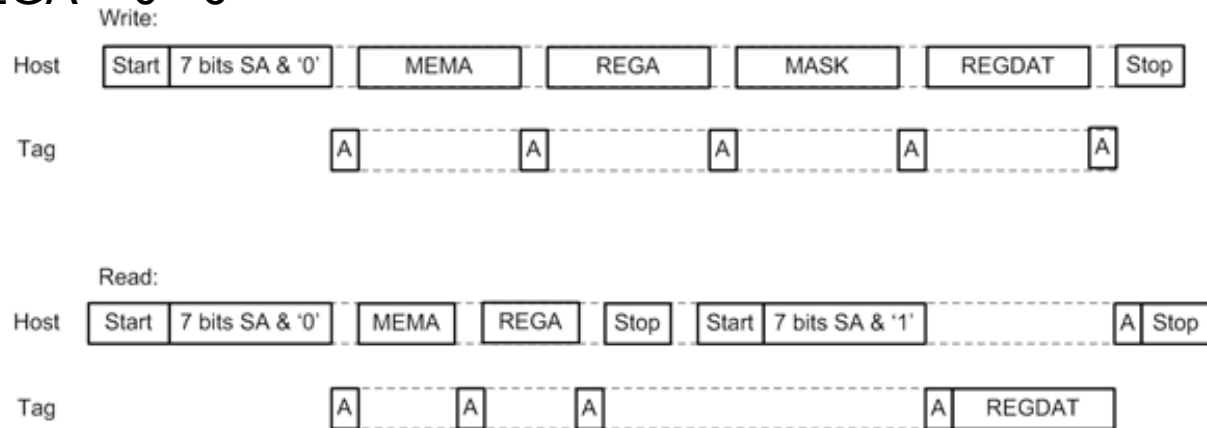 Write:
Host Start 7 bits SA & '0' MEMA REGA MASK REGDAT Stop
Tag A A A A A
Read:
Host Start 7 bits SA & '0' MEMA REGA Stop Start 7 bits SA & '1' A Stop
Tag A A A A REGDAT